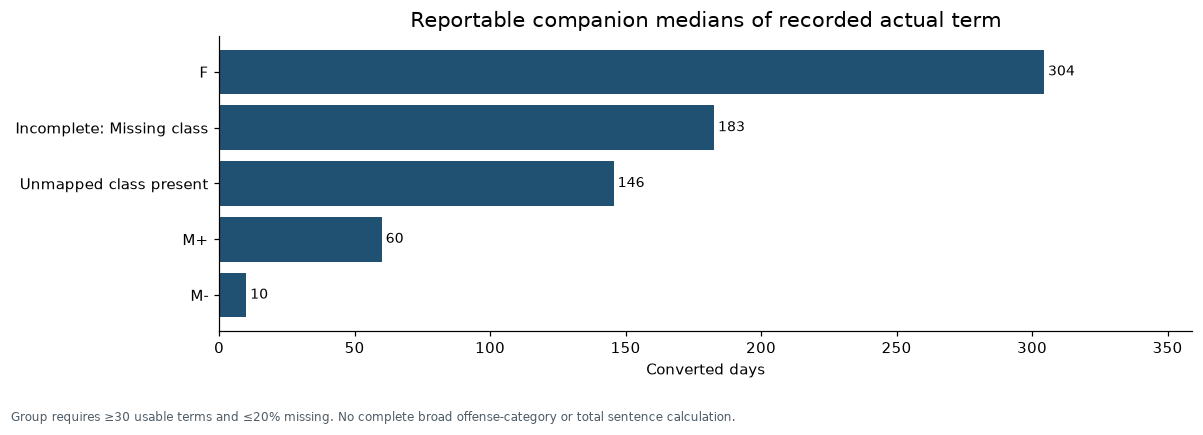 Reportable companion medians of recorded actual term
F
304
Incomplete: Missing class
183
Unmapped class present
146
M+
60
M-
10
0 50 100 150 200 250 300 350
Converted days
Group requires ≥30 usable terms and ≤20% missing. No complete broad offense-category or total sentence calculation.